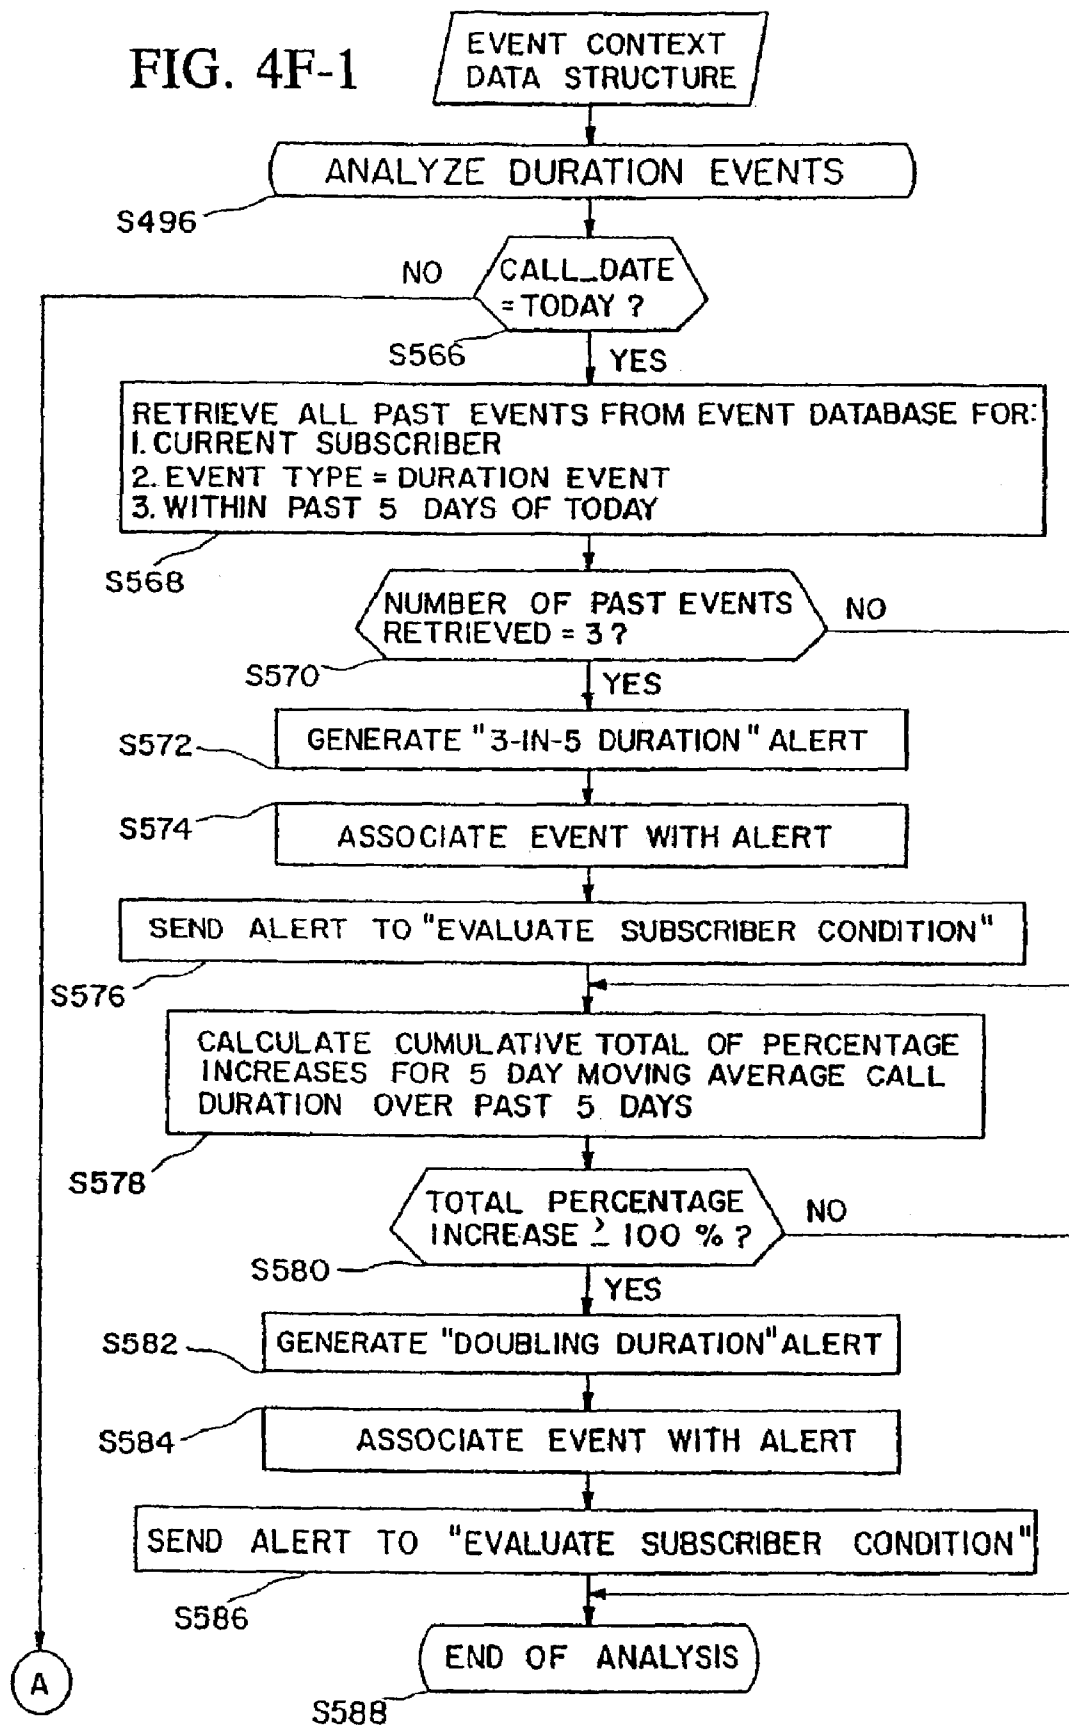 FIG. 4F-1
EVENT CONTEXT
DATA STRUCTURE
ANALYZE DURATION EVENTS
S496
CALL_DATE
= TODAY ?
NO
S566
YES
RETRIEVE ALL PAST EVENTS FROM EVENT DATABASE FOR:
1. CURRENT SUBSCRIBER
2. EVENT TYPE = DURATION EVENT
3. WITHIN PAST 5 DAYS OF TODAY
S568
NUMBER OF PAST EVENTS
RETRIEVED = 3 ?
NO
S570
YES
S572
GENERATE "3-IN-5 DURATION" ALERT
S574
ASSOCIATE EVENT WITH ALERT
SEND ALERT TO "EVALUATE SUBSCRIBER CONDITION"
S576
CALCULATE CUMULATIVE TOTAL OF PERCENTAGE
INCREASES FOR 5 DAY MOVING AVERAGE CALL
DURATION OVER PAST 5 DAYS
S578
TOTAL PERCENTAGE
INCREASE ≥ 100 % ?
NO
S580
YES
S582
GENERATE "DOUBLING DURATION" ALERT
S584
ASSOCIATE EVENT WITH ALERT
SEND ALERT TO "EVALUATE SUBSCRIBER CONDITION"
S586
END OF ANALYSIS
A
S588